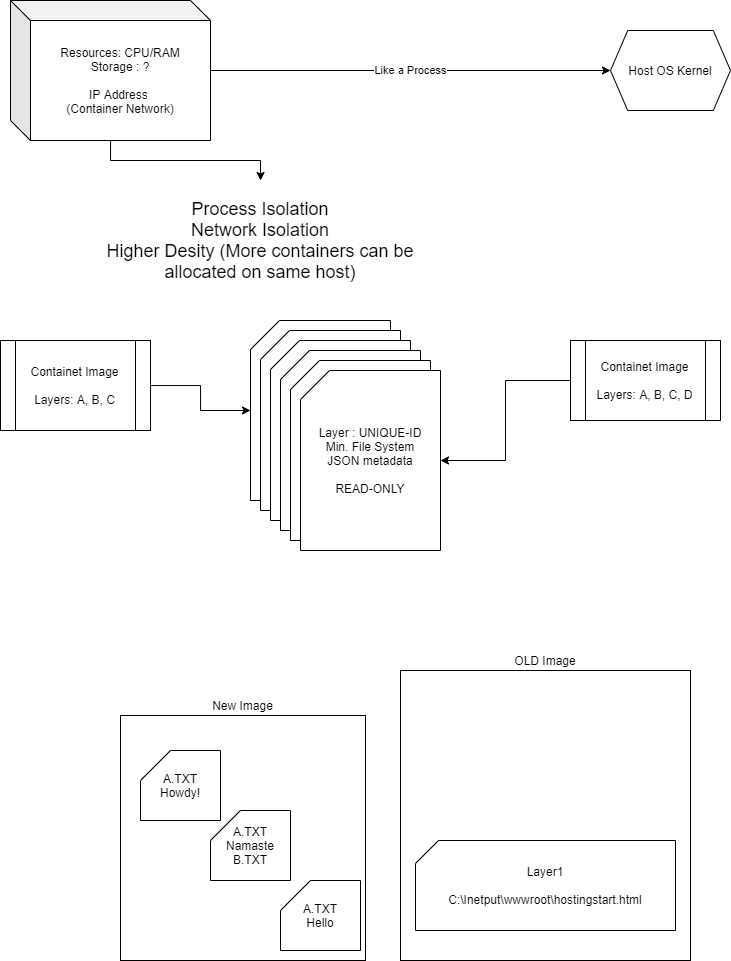 Resources: CPU/RAM
Storage : ?
IP Address
(Container Network)
Like a Process
Host OS Kernel
Process Isolation
Network Isolation
Higher Desity (More containers can be
allocated on same host)
Containet Image
Layers: A, B, C
Layer : UNIQUE-ID
Min. File System
JSON metadata
READ-ONLY
Containet Image
Layers: A, B, C, D
New Image
A.TXT
Howdy!
A.TXT
Namaste
B.TXT
A.TXT
Hello
OLD Image
Layer1
C:\Inetput\wwwroot\hostingstart.html